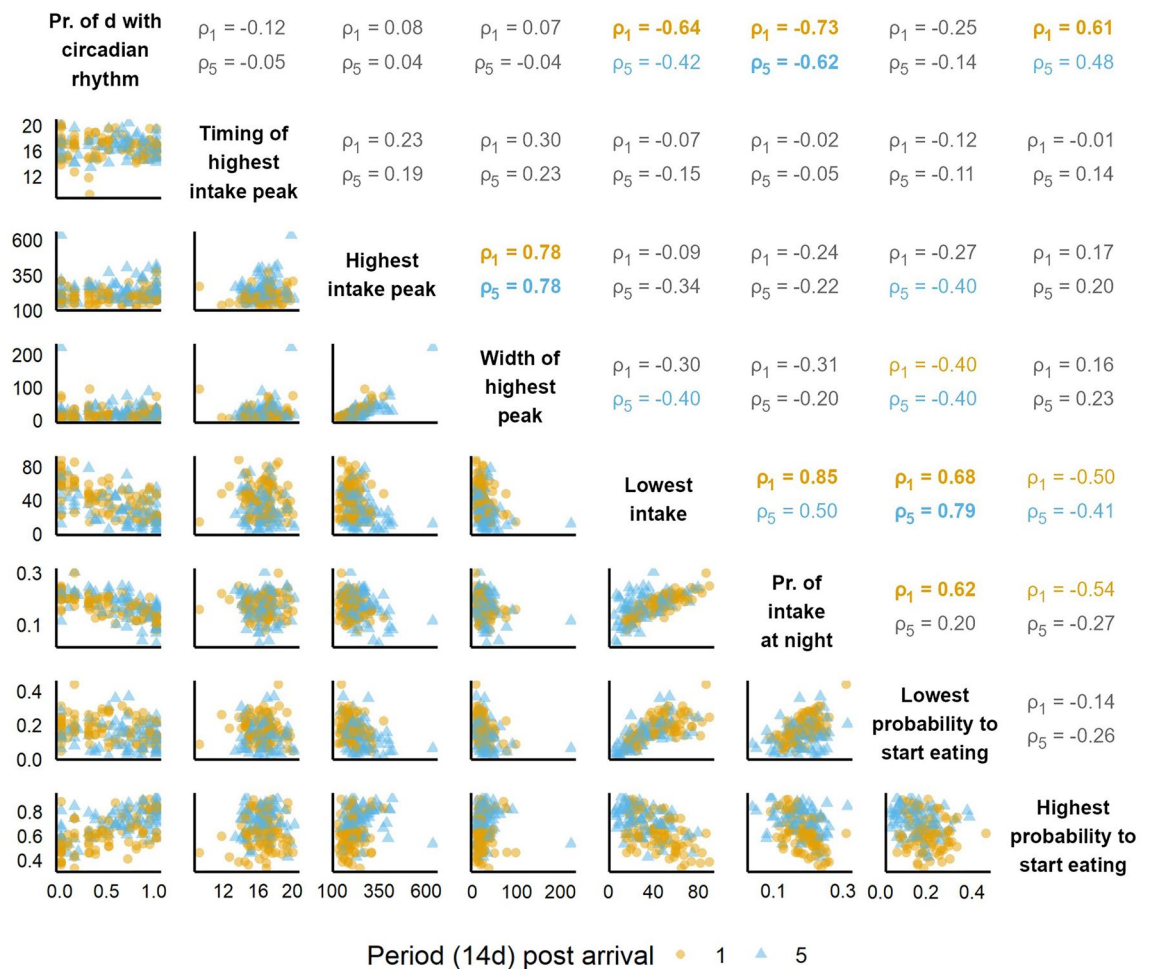 Pr. of d with
circadian
rhythm
ρ1 = -0.12
ρ5 = -0.05
ρ1 = 0.08
ρ5 = 0.04
ρ1 = 0.07
ρ5 = -0.04
ρ1 = -0.64
ρ5 = -0.42
ρ1 = -0.73
ρ5 = -0.62
ρ1 = -0.25
ρ5 = -0.14
ρ1 = 0.61
ρ5 = 0.48
20
16
12
Timing of
highest
intake peak
ρ1 = 0.23
ρ5 = 0.19
ρ1 = 0.30
ρ5 = 0.23
ρ1 = -0.07
ρ5 = -0.15
ρ1 = -0.02
ρ5 = -0.05
ρ1 = -0.12
ρ5 = -0.11
ρ1 = -0.01
ρ5 = 0.14
600
350
100
Highest
intake peak
ρ1 = 0.78
ρ5 = 0.78
ρ1 = -0.09
ρ5 = -0.34
ρ1 = -0.24
ρ5 = -0.22
ρ1 = -0.27
ρ5 = -0.40
ρ1 = 0.17
ρ5 = 0.20
200
100
0
Width of
highest
peak
ρ1 = -0.30
ρ5 = -0.40
ρ1 = -0.31
ρ5 = -0.20
ρ1 = -0.40
ρ5 = -0.40
ρ1 = 0.16
ρ5 = 0.23
80
40
0
Lowest
intake
ρ1 = 0.85
ρ5 = 0.50
ρ1 = 0.68
ρ5 = 0.79
ρ1 = -0.50
ρ5 = -0.41
0.3
0.1
Pr. of
intake
at night
ρ1 = 0.62
ρ5 = 0.20
ρ1 = -0.54
ρ5 = -0.27
0.4
0.2
0.0
Lowest
probability to
start eating
ρ1 = -0.14
ρ5 = -0.26
0.8
0.6
0.4
Highest
probability to
start eating
0.0 0.5 1.0
12 16 20
100 350 600
0 100 200
0 40 80
0.1 0.3
0.0 0.2 0.4
Period (14d) post arrival 1 5